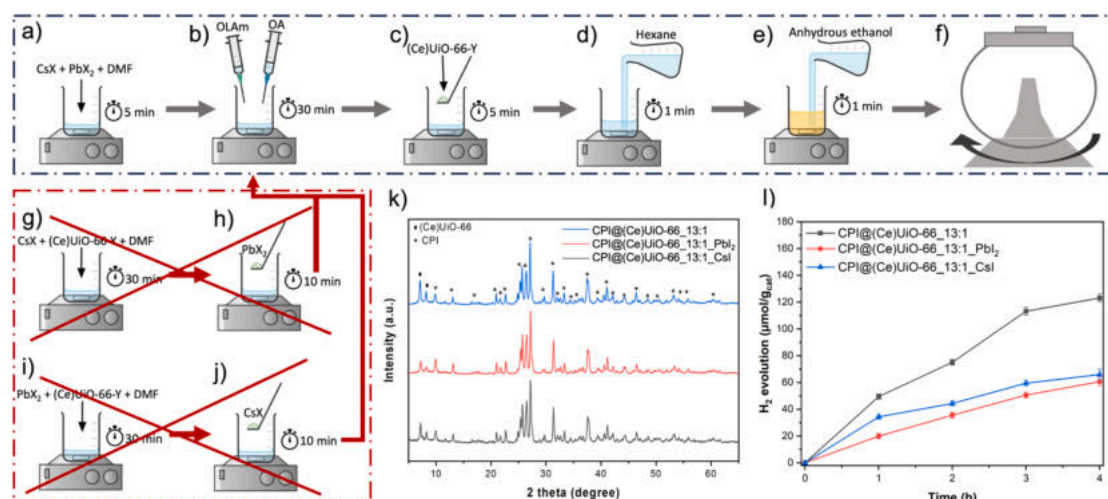 a)
CsX + PbX₂ + DMF
5 min
b)
OLAm
OA
30 min
c)
(Ce)UiO-66-Y
5 min
d)
Hexane
1 min
e)
Anhydrous ethanol
1 min
f)
g)
CsX + (Ce)UiO-66-Y + DMF
30 min
h)
PbX₂
10 min
i)
PbX₂ + (Ce)UiO-66-Y + DMF
30 min
j)
CsX
10 min
k)
(Ce)UiO-66
* CPI
CPI@(Ce)UiO-66_13:1
CPI@(Ce)UiO-66_13:1_PbI₂
CPI@(Ce)UiO-66_13:1_CsI
Intensity (a.u.)
10 20 30 40 50 60
2 theta (degree)
l)
CPI@(Ce)UiO-66_13:1
CPI@(Ce)UiO-66_13:1_PbI₂
CPI@(Ce)UiO-66_13:1_CsI
H₂ evolution (µmol/g_cat)
180
160
140
120
100
80
60
40
20
0
0 1 2 3 4
Time (h)